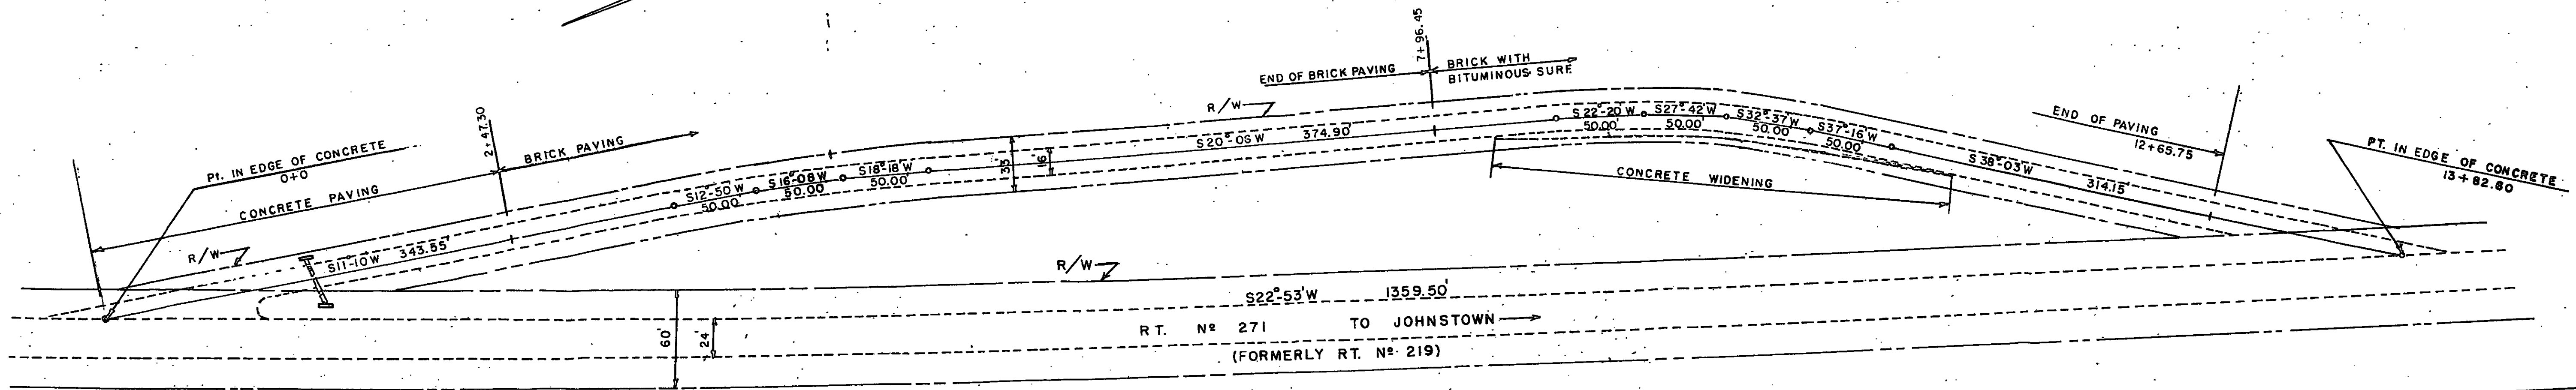 Pt. IN EDGE OF CONCRETE
0+0
CONCRETE PAVING
2+47.30
BRICK PAVING
R/W
S11°-10'W 343.55'
S12°-50'W
50.00'
S16°-08'W
50.00'
S18°-18'W
50.00'
16'
R/W
S20°-06'W 374.90'
END OF BRICK PAVING
7+96.45
BRICK WITH
BITUMINOUS SURF.
S22°-20'W
50.00'
S27°-42'W
50.00'
S32°-37'W
50.00'
S37°-16'W
50.00'
CONCRETE WIDENING
S38°-03'W 314.15'
END OF PAVING
12+65.75
PT. IN EDGE OF CONCRETE
13+82.60
R/W
S22°-53'W 1359.50'
60'
24'
RT. Nº 271 TO JOHNSTOWN
(FORMERLY RT. Nº 219)